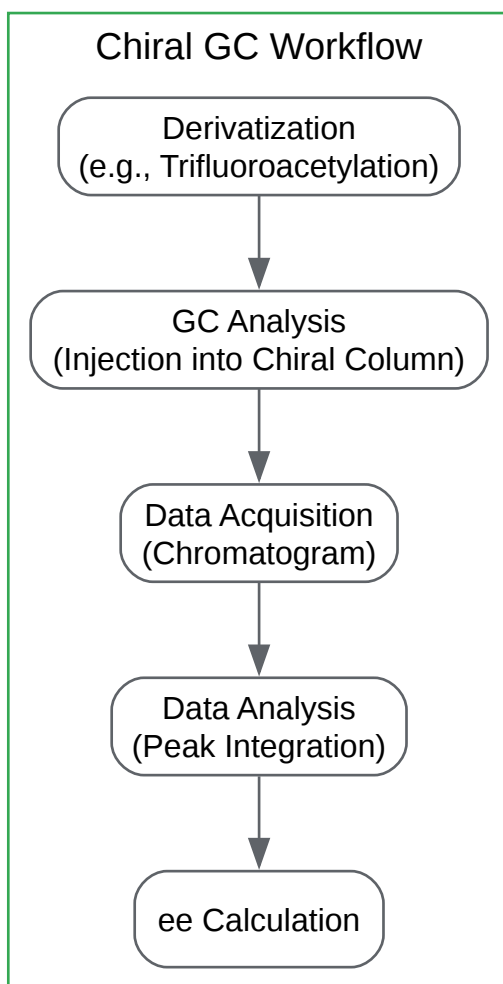 Chiral GC Workflow
Derivatization
(e.g., Trifluoroacetylation)
GC Analysis
(Injection into Chiral Column)
Data Acquisition
(Chromatogram)
Data Analysis
(Peak Integration)
ee Calculation